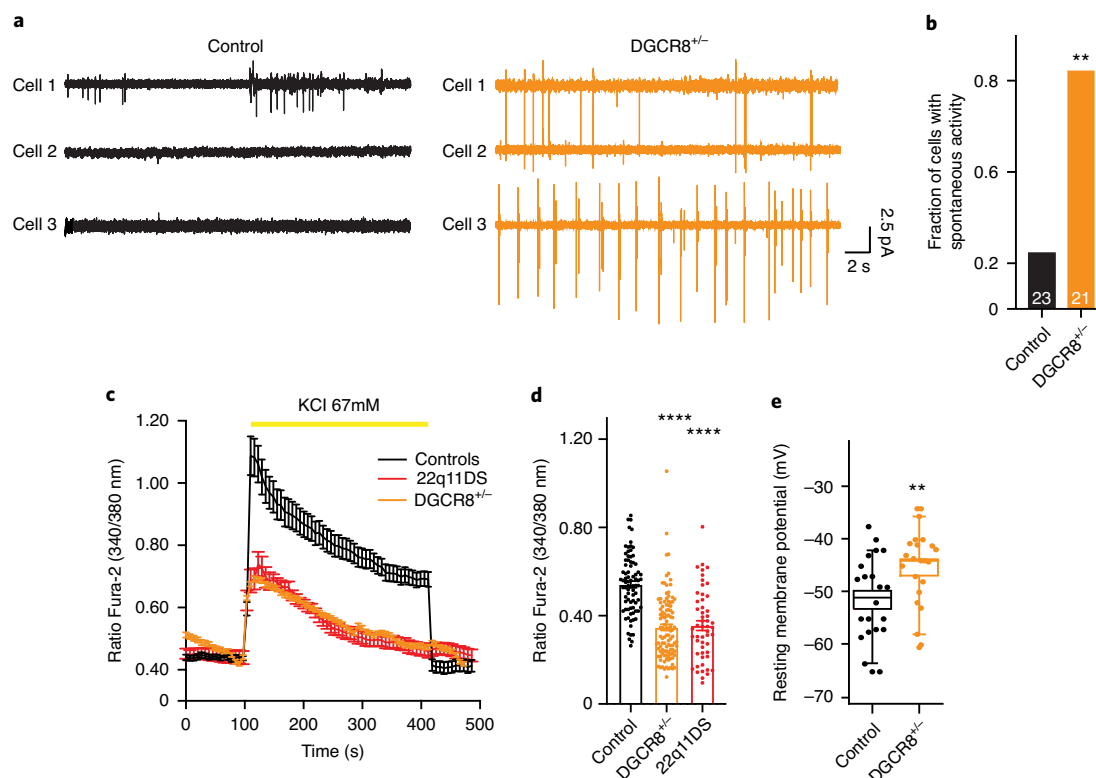 a
Control
DGCR8+/–
Cell 1
Cell 2
Cell 3
Cell 1
Cell 2
Cell 3
2.5 pA
2 s
b
Fraction of cells with
spontaneous activity
0.8
0.6
0.2
0
**
23
21
Control
DGCR8+/–
c
KCl 67mM
Ratio Fura-2 (340/380 nm)
1.20
1.00
0.80
0.60
0.40
0
Controls
22q11DS
DGCR8+/–
0
100
200
300
400
500
Time (s)
d
Ratio Fura-2 (340/380 nm)
1.20
0.80
0.40
0
****
****
Control
DGCR8+/–
22q11DS
e
Resting membrane potential (mV)
–30
–40
–50
–60
–70
**
Control
DGCR8+/–